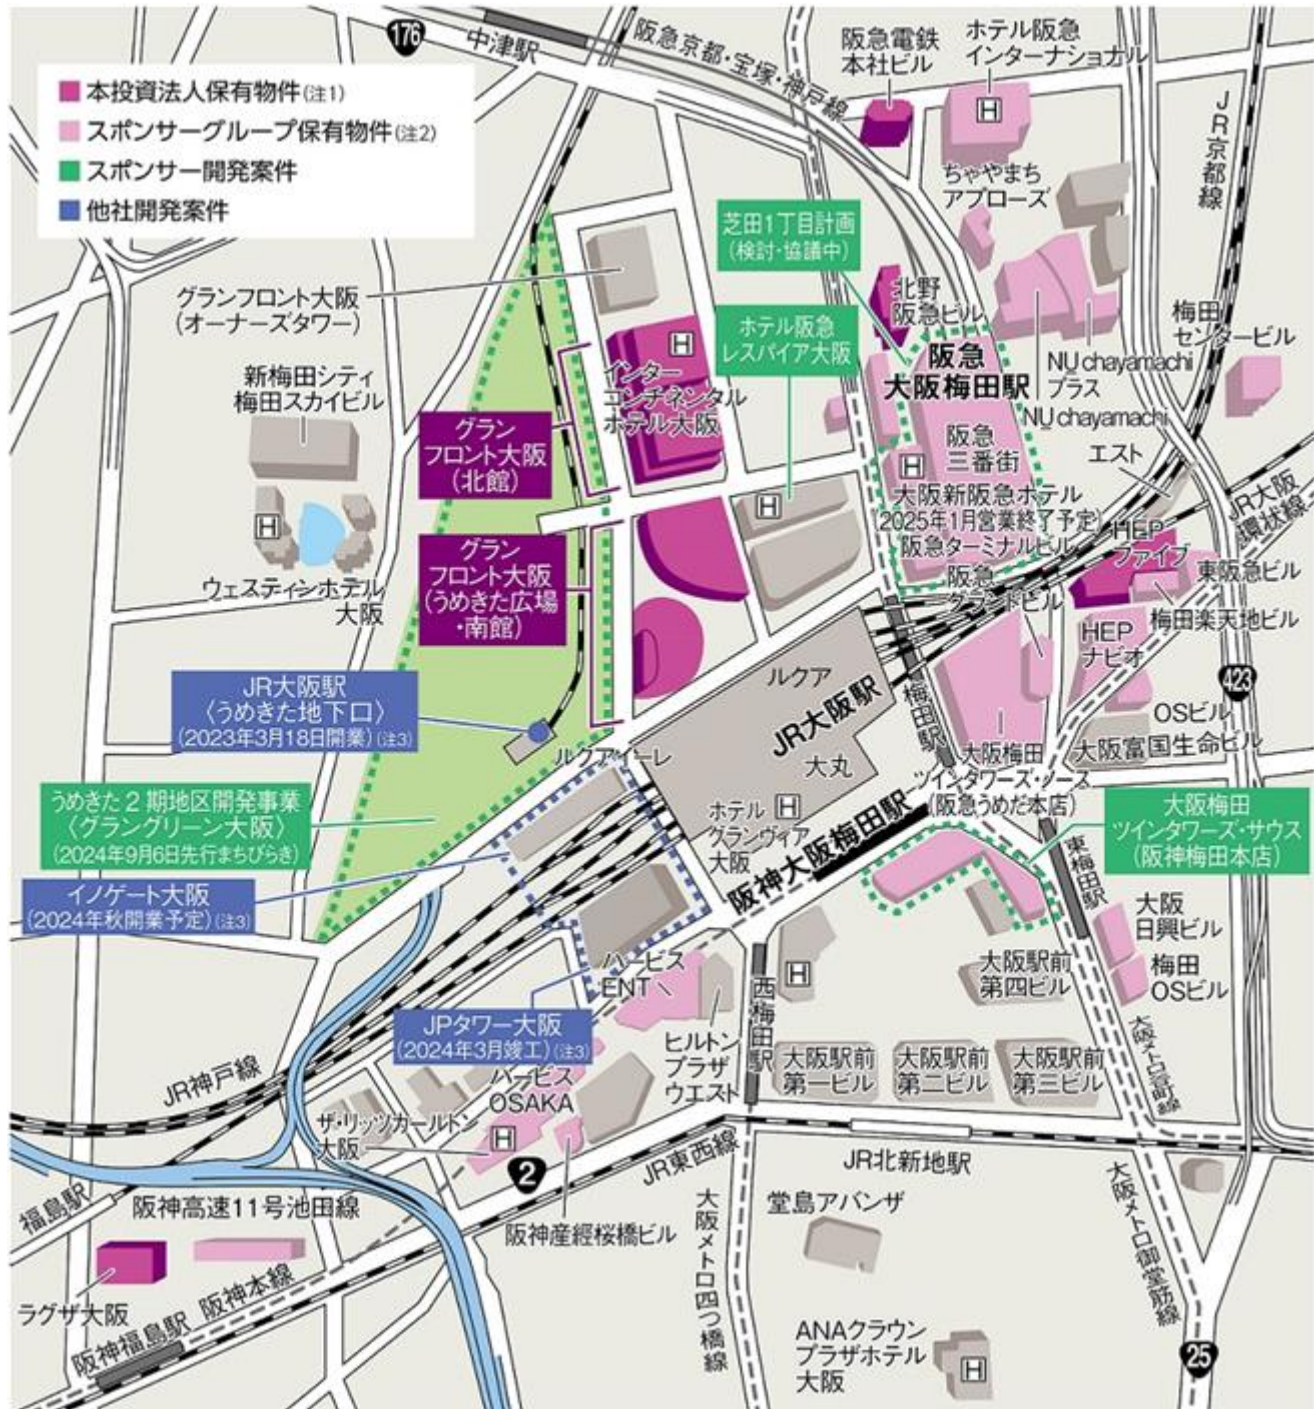 176
中津駅
阪急京都・宝塚・神戸線
阪急電鉄
本社ビル
ホテル阪急
インターナショナル
H
JR京都線
本投資法人保有物件(注1)
スポンサーグループ保有物件(注2)
スポンサー開発案件
他社開発案件
ちゃやまち
アプローズ
芝田1丁目計画
(検討・協議中)
グランフロント大阪
(オーナーズタワー)
北野
阪急ビル
梅田
センタービル
ホテル阪急
レスパイア大阪
H
インター
コンチネンタル
ホテル大阪
阪急
大阪梅田駅
NU chayamachi
プラス
NU chayamachi
新梅田シティ
梅田スカイビル
グラン
フロント大阪
(北館)
阪急
三番街
エスト
H
H
H
大阪新阪急ホテル
(2025年1月営業終了予定)
阪急ターミナルビル
JR大阪
環状線
HEP
ファイブ
ウェスティンホテル
大阪
グラン
フロント大阪
(うめきた広場
・南館)
阪急
グランドビル
東阪急ビル
梅田楽天地ビル
HEP
ナビオ
423
JR大阪駅
〈うめきた地下口〉
(2023年3月18日開業)(注3)
ルクア
JR大阪駅
梅田駅
OSビル
大阪富国生命ビル
ルクアイーレ
大丸
大阪梅田
ツインタワーズ・ノース
(阪急うめだ本店)
うめきた2期地区開発事業
〈グラングリーン大阪〉
(2024年9月6日先行まちびらき)
ホテル
グランヴィア
大阪
H
阪神大阪梅田駅
大阪梅田
ツインタワーズ・サウス
(阪神梅田本店)
イノゲート大阪
(2024年秋開業予定)(注3)
東梅田駅
大阪
日興ビル
梅田
OSビル
ハービス
ENT
H
大阪駅前
第四ビル
JPタワー大阪
(2024年3月竣工)(注3)
西梅田駅
ヒルトン
プラザ
ウエスト
大阪駅前
第一ビル
大阪駅前
第二ビル
大阪駅前
第三ビル
大阪メトロ谷町線
JR神戸線
ハービス
OSAKA
ザ・リッツカールトン
大阪
H
2
JR東西線
JR北新地駅
福島駅
阪神高速11号池田線
阪神産経桜橋ビル
大阪メトロ四つ橋線
堂島アバンザ
大阪メトロ御堂筋線
ラグザ大阪
阪神本線
阪神福島駅
ANAクラウン
プラザホテル
大阪
H
25